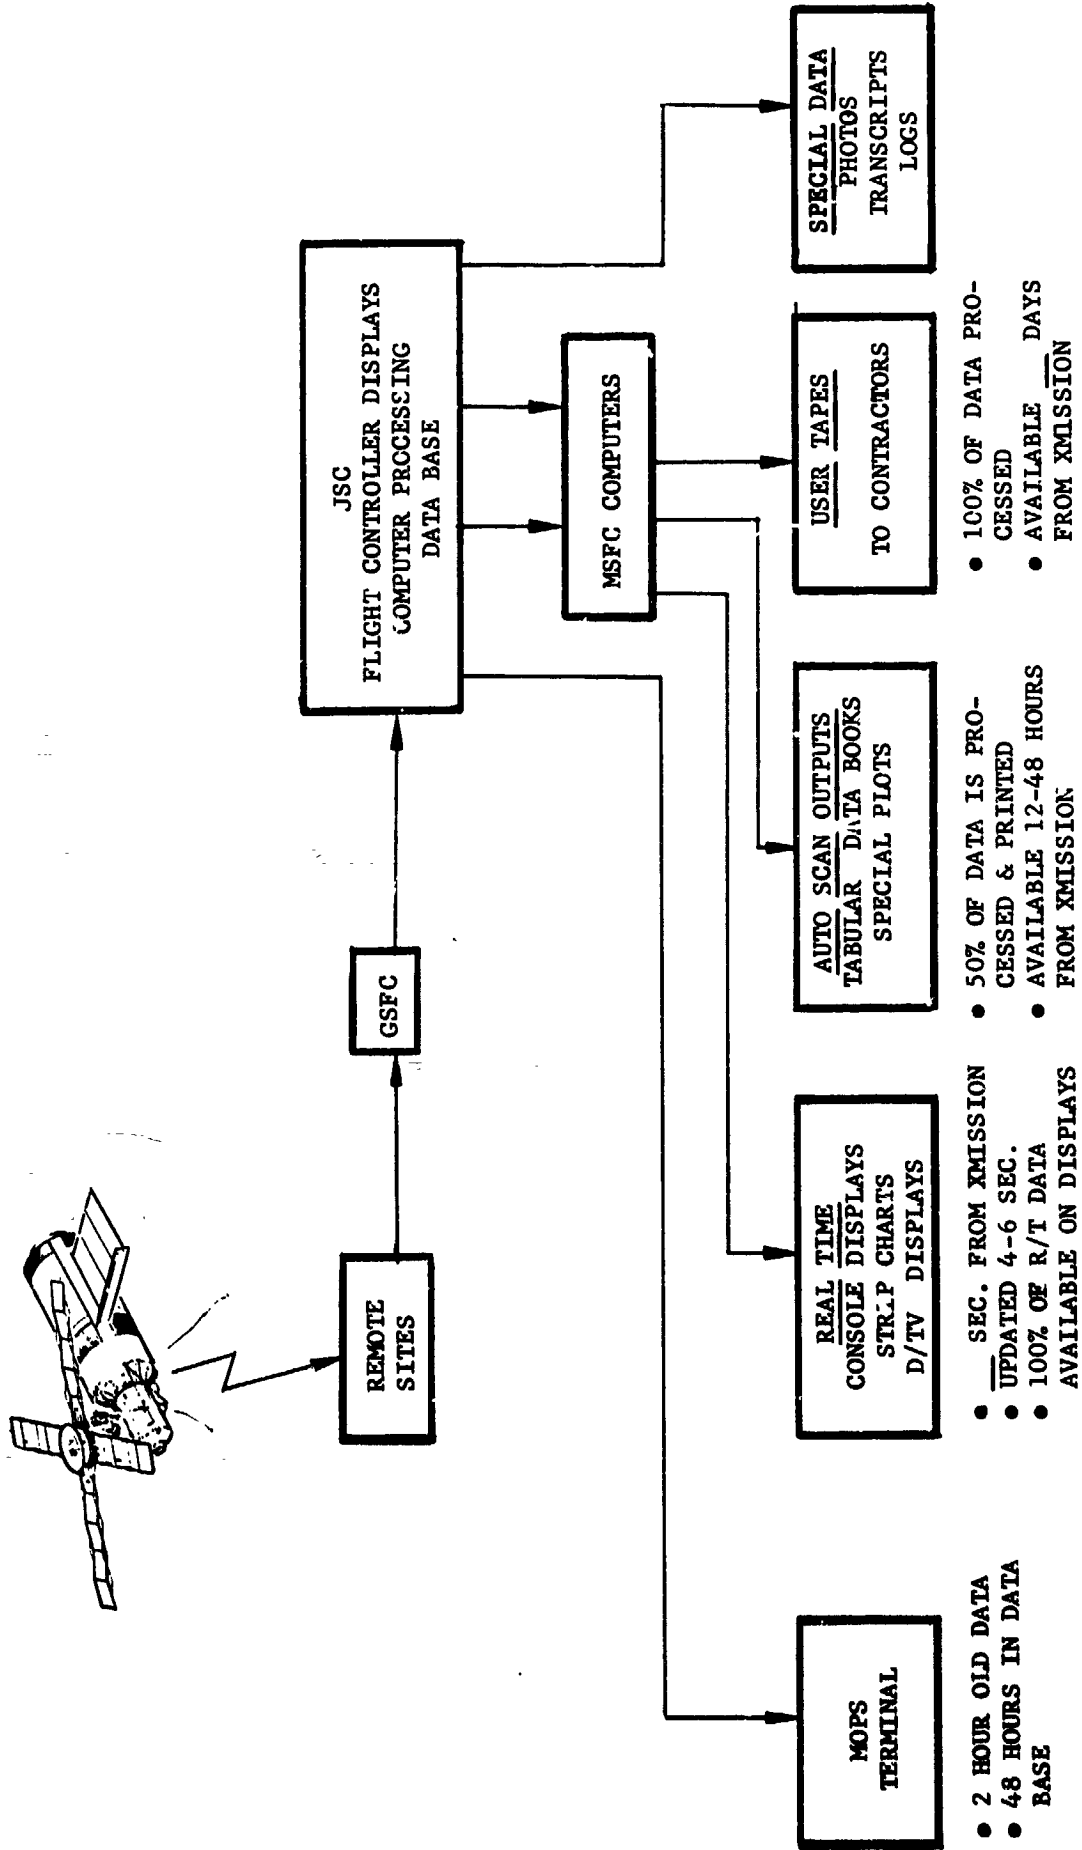 REMOTE
SITES
GSFC
JSC
FLIGHT CONTROLLER DISPLAYS
COMPUTER PROCESSING
DATA BASE
MSFC COMPUTERS
MOPS
TERMINAL
● 2 HOUR OLD DATA
● 48 HOURS IN DATA
BASE
REAL TIME
CONSOLE DISPLAYS
STRIP CHARTS
D/TV DISPLAYS
● __ SEC. FROM XMISSION
● UPDATED 4-6 SEC.
● 100% OF R/T DATA
AVAILABLE ON DISPLAYS
AUTO SCAN OUTPUTS
TABULAR DATA BOOKS
SPECIAL PLOTS
● 50% OF DATA IS PRO-
CESSED & PRINTED
● AVAILABLE 12-48 HOURS
FROM XMISSION
USER TAPES
TO CONTRACTORS
● 100% OF DATA PRO-
CESSED
● AVAILABLE __ DAYS
FROM XMISSION
SPECIAL DATA
PHOTOS
TRANSCRIPTS
LOGS